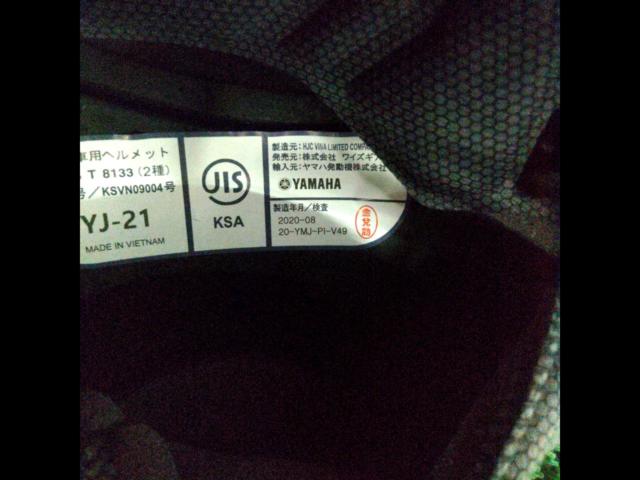 車用ヘルメット
T 8133 (2種)
号/KSVN09004号
YJ-21
MADE IN VIETNAM
JIS
KSA
製造元:HJC VINA LIMITED COMPA
発売元:株式会社 ワイズギア
輸入元:ヤマハ発動機株式会社
YAMAHA
製造年月/検査
2020-08
20-YMJ-PI-V49